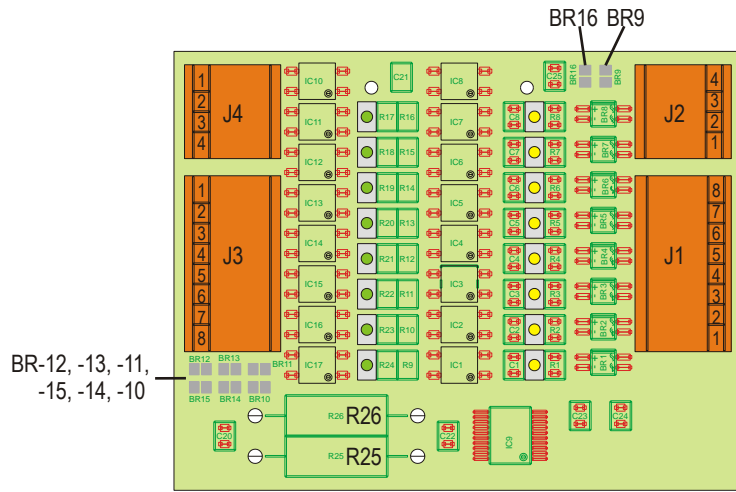 BR16 BR9
1
2
3
4
J4
IC10
C21
IC8
C25
BR16
BR9
4
3
2
1
J2
IC11
R17 R16
IC7
C8 R8
BR8
IC12
R18 R15
IC6
C7 R7
BR7
1
2
3
4
5
6
7
8
J3
IC13
R19 R14
IC5
C6 R6
BR6
8
7
6
5
4
3
2
1
J1
IC14
R20 R13
IC4
C5 R5
BR5
IC15
R21 R12
IC3
C4 R4
BR4
R22 R11
C3 R3
BR3
IC16
R23 R10
IC2
C2 R2
BR2
IC17
R24 R9
IC1
C1 R1
BR1
BR-12, -13, -11,
-15, -14, -10
BR12 BR13 BR11
BR15 BR14 BR10
C20
R26 R26
R25 R25
C22
IC9
C23
C24